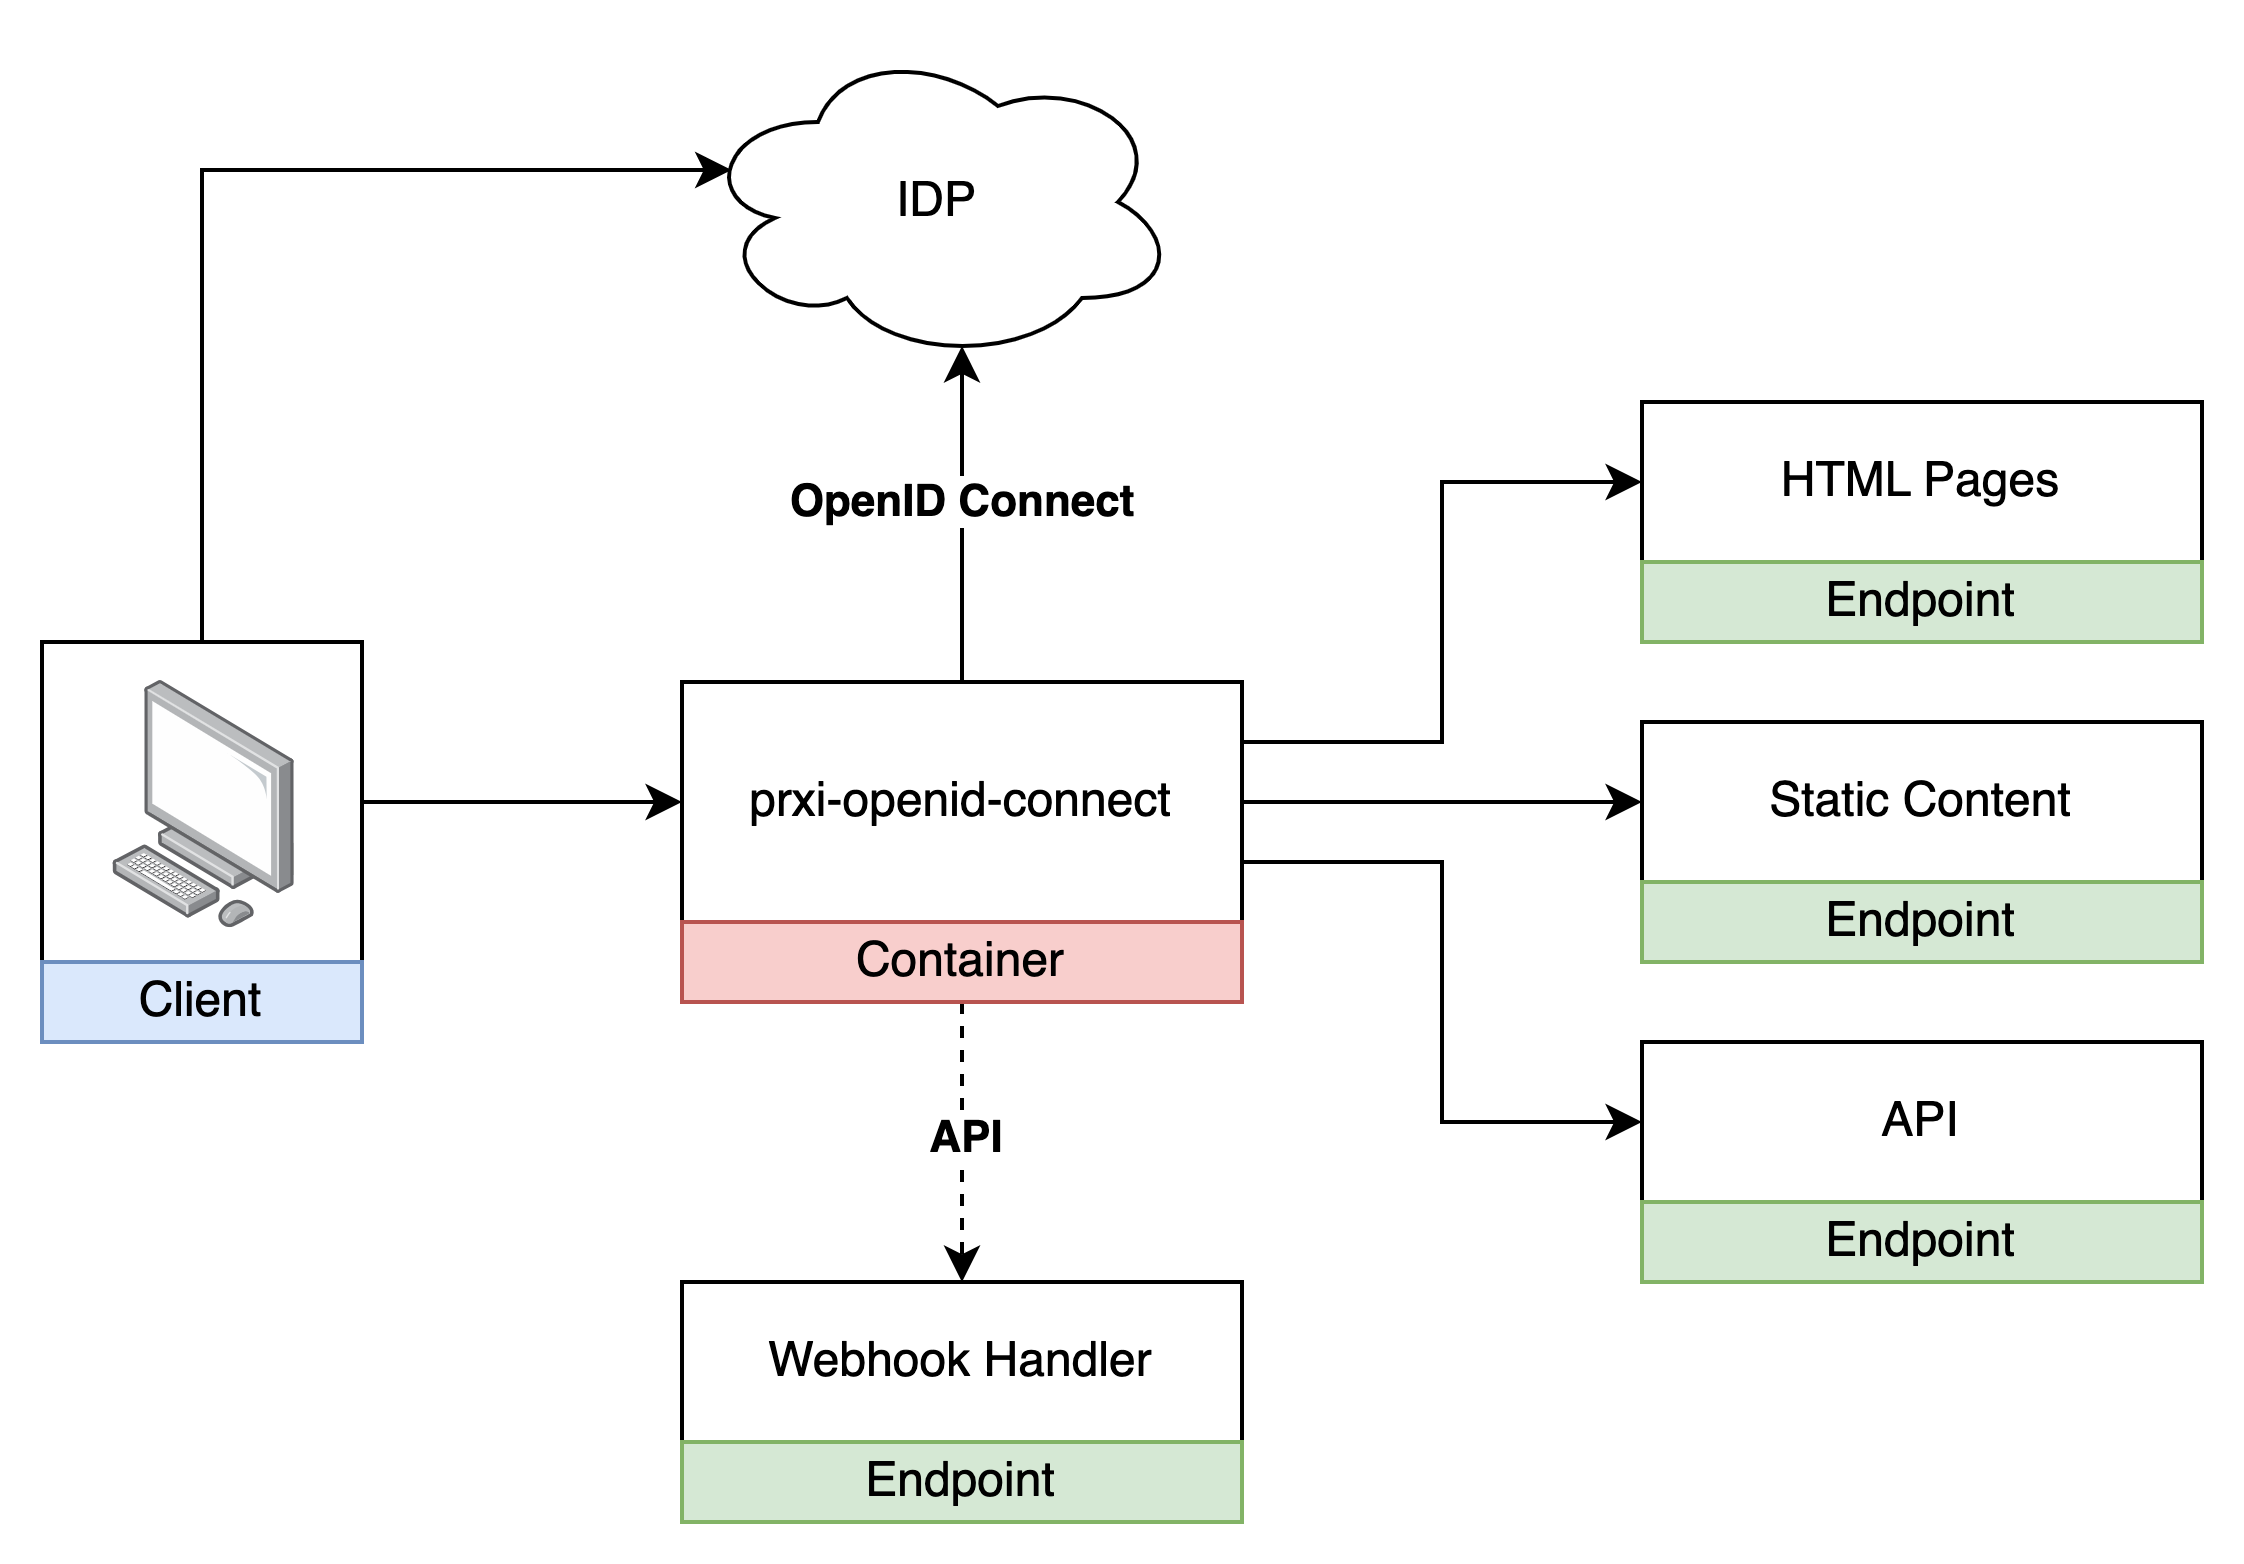 IDP
OpenID Connect
HTML Pages
Endpoint
prxi-openid-connect
Container
Client
Static Content
Endpoint
API
API
Endpoint
Webhook Handler
Endpoint